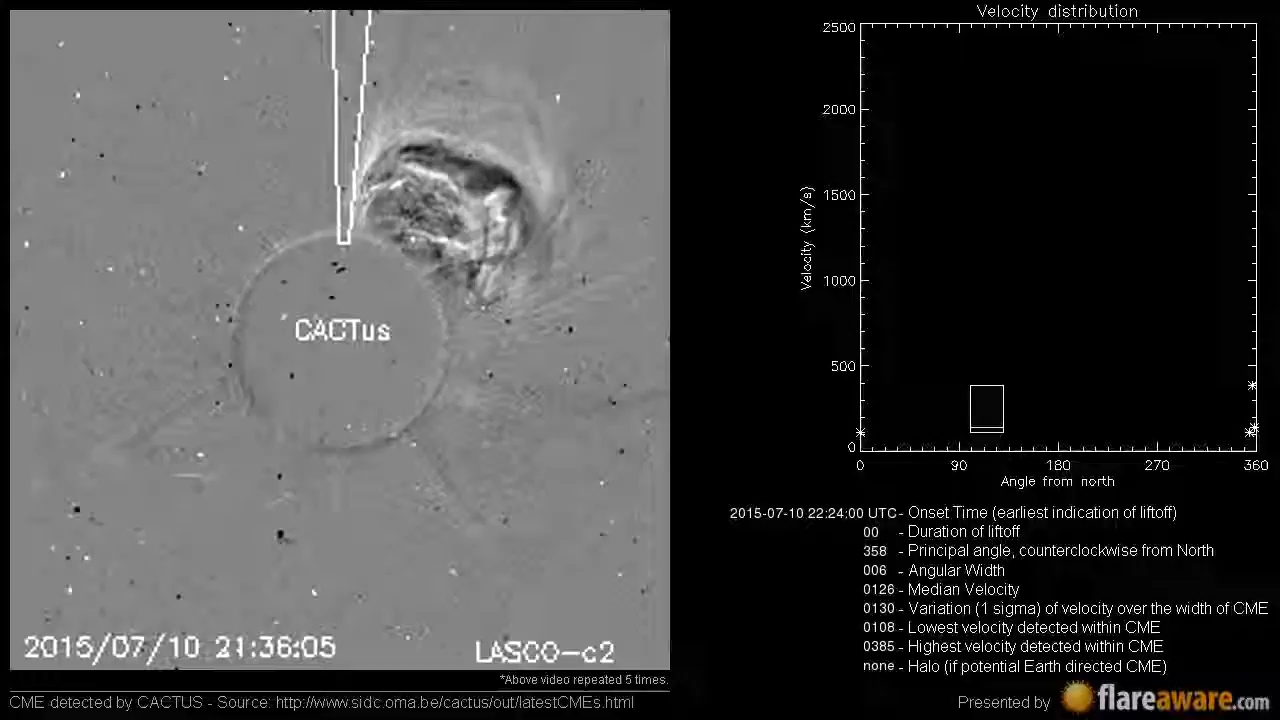 Velocity distribution
2500
2000
1500
1000
500
0
Velocity (km/s)
0 90 180 270 360
Angle from north
CACTus
2015/07/10 21:36:05
LASCO-c2
*Above video repeated 5 times.
CME detected by CACTUS - Source: http://www.sidc.oma.be/cactus/out/latestCMEs.html
2015-07-10 22:24:00 UTC - Onset Time (earliest indication of liftoff)
00 - Duration of liftoff
358 - Principal angle, counterclockwise from North
006 - Angular Width
0126 - Median Velocity
0130 - Variation (1 sigma) of velocity over the width of CME
0108 - Lowest velocity detected within CME
0385 - Highest velocity detected within CME
none - Halo (if potential Earth directed CME)
Presented by flareaware.com